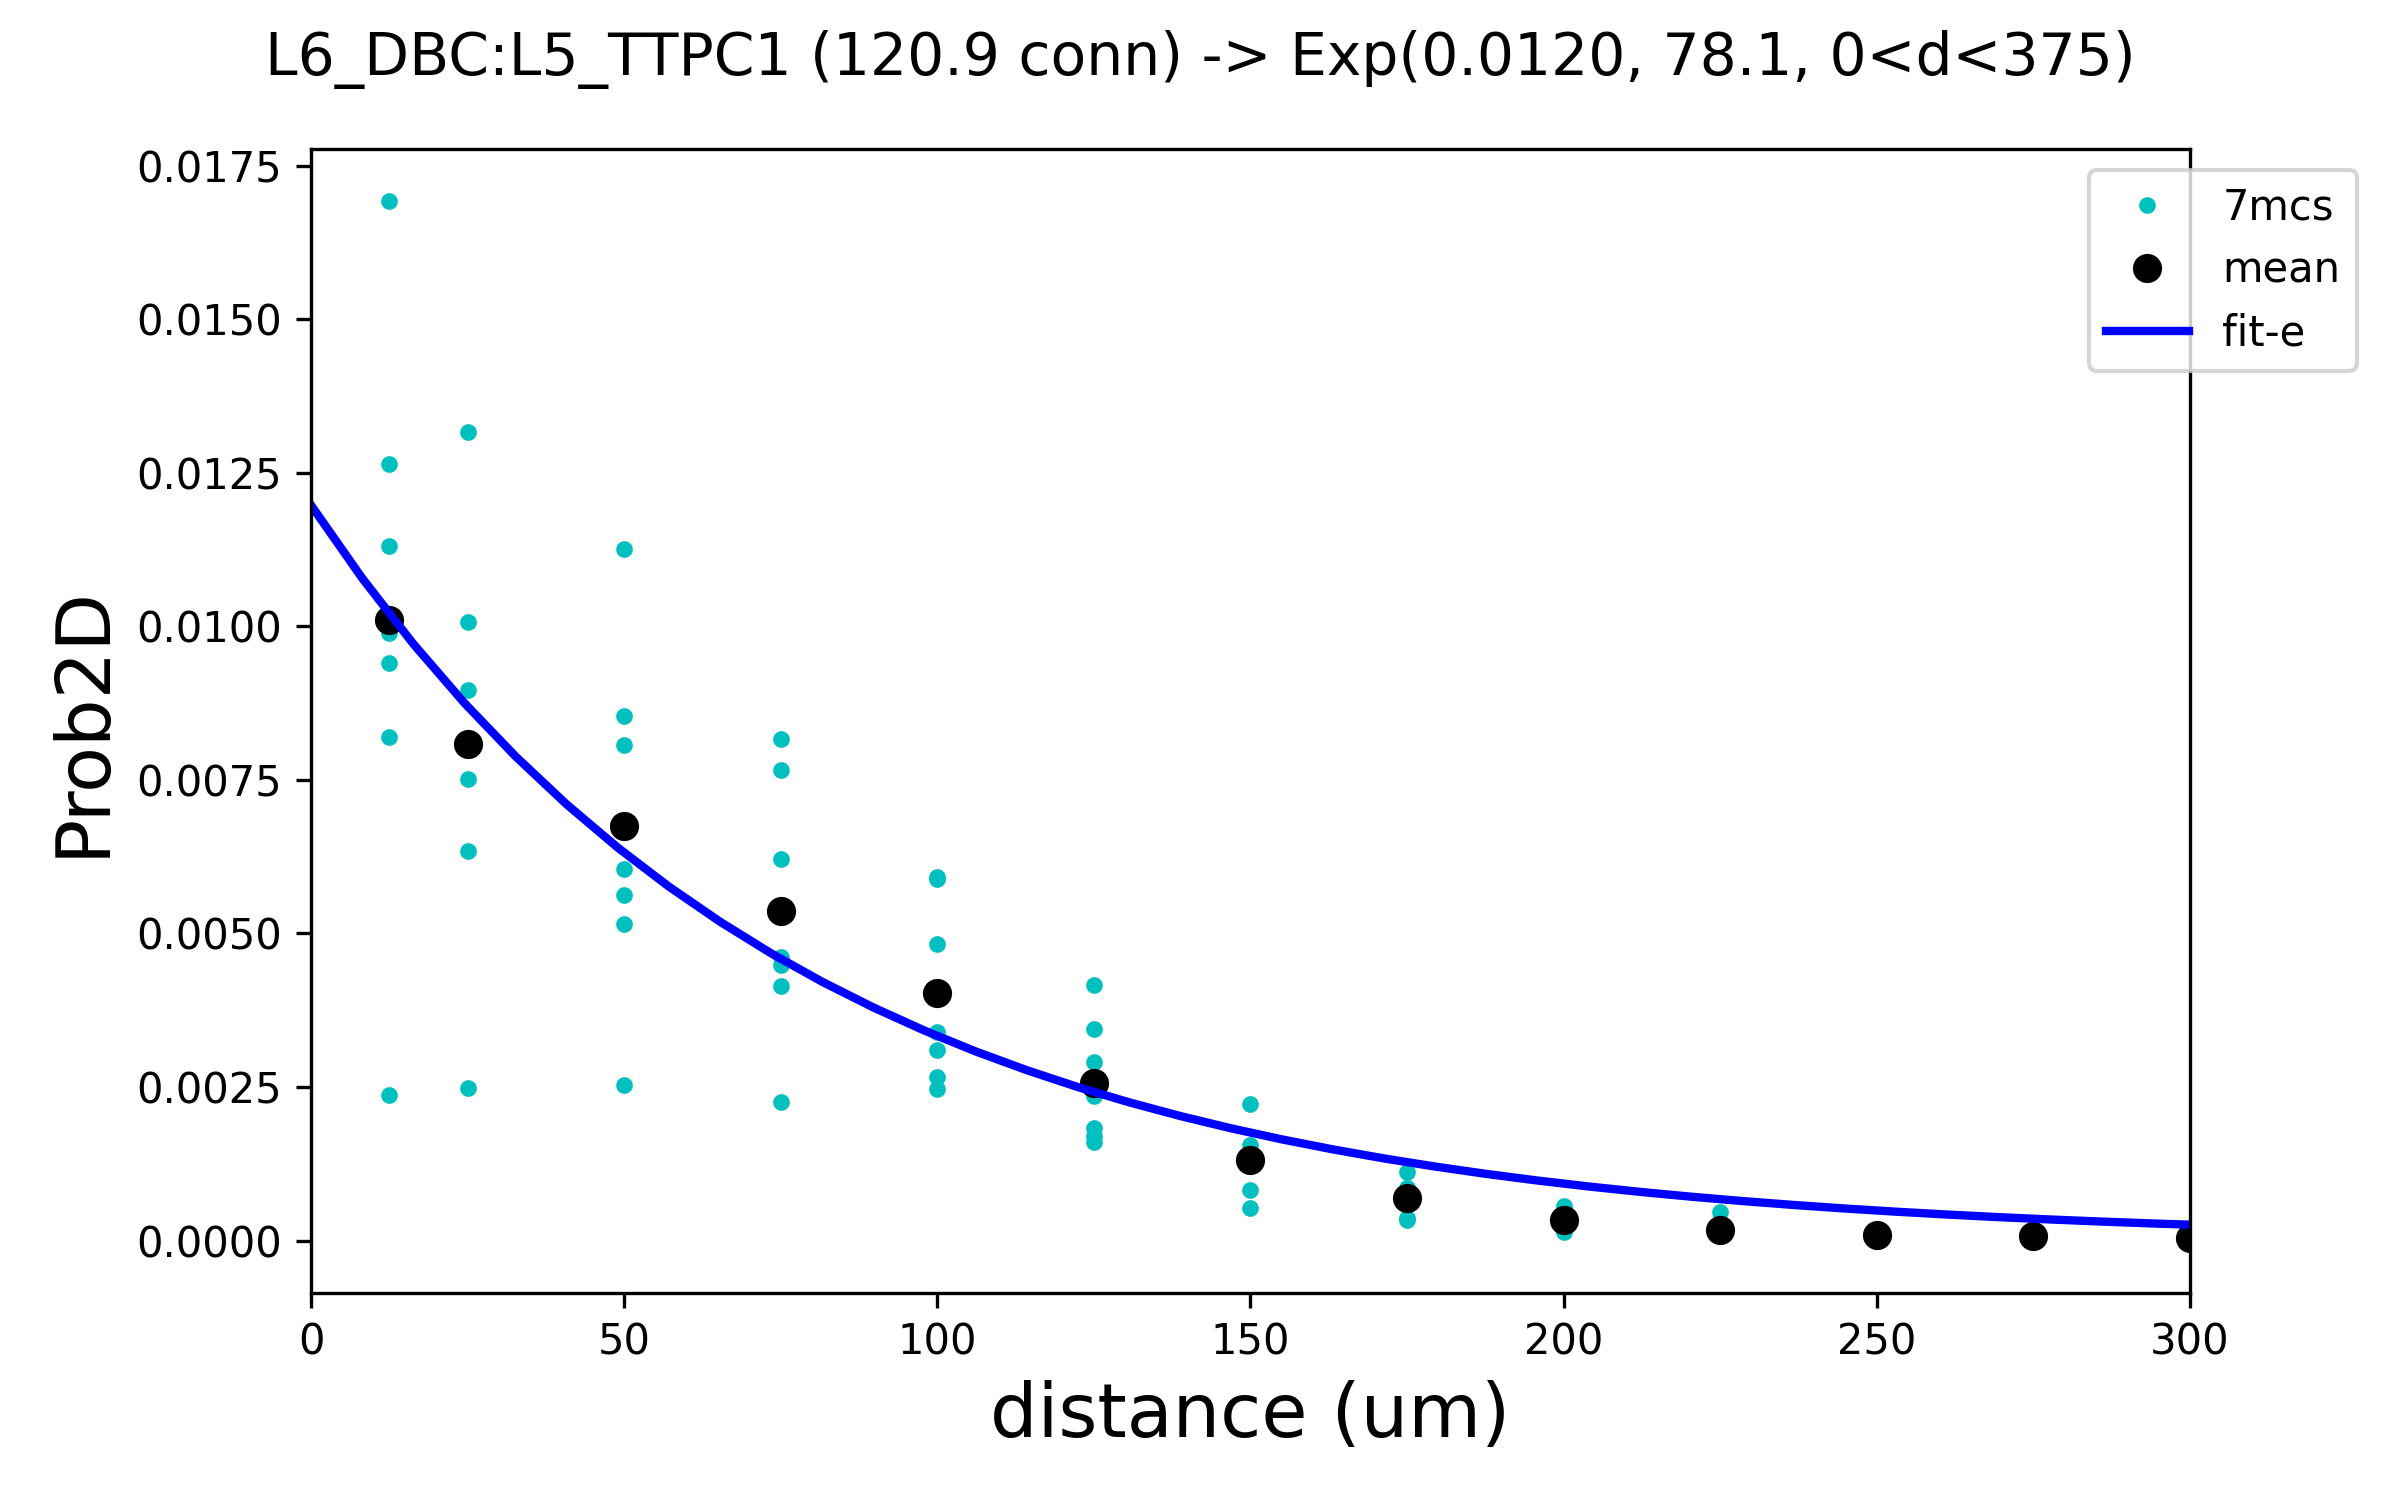 L6_DBC:L5_TTPC1 (120.9 conn) -> Exp(0.0120, 78.1, 0<d<375)
0.0175
0.0150
0.0125
0.0100
0.0075
0.0050
0.0025
0.0000
Prob2D
7mcs
mean
fit-e
0
50
100
150
200
250
300
distance (um)